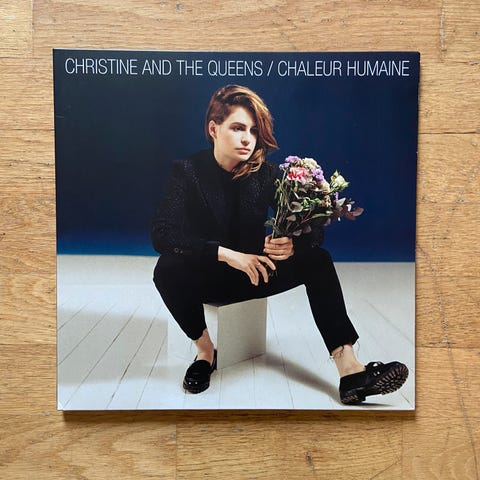 CHRISTINE AND THE QUEENS / CHALEUR HUMAINE